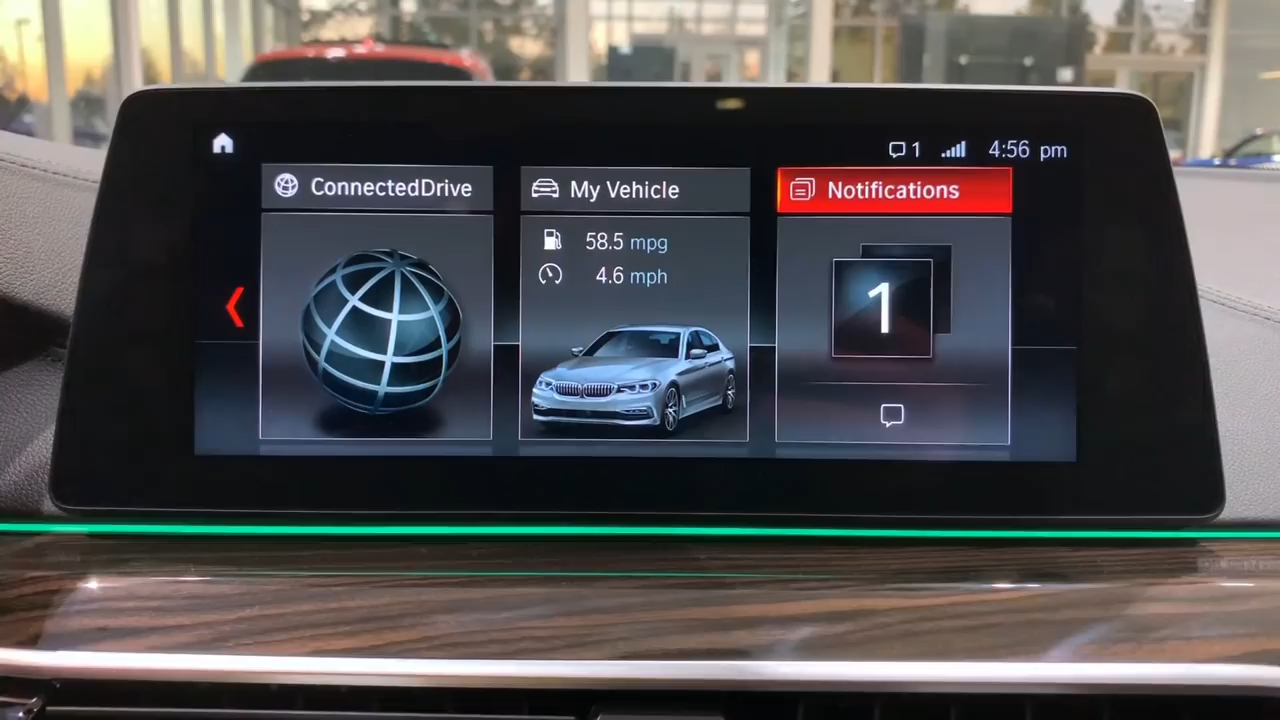 1 4:56 pm
ConnectedDrive
My Vehicle
Notifications
58.5 mpg
4.6 mph
1